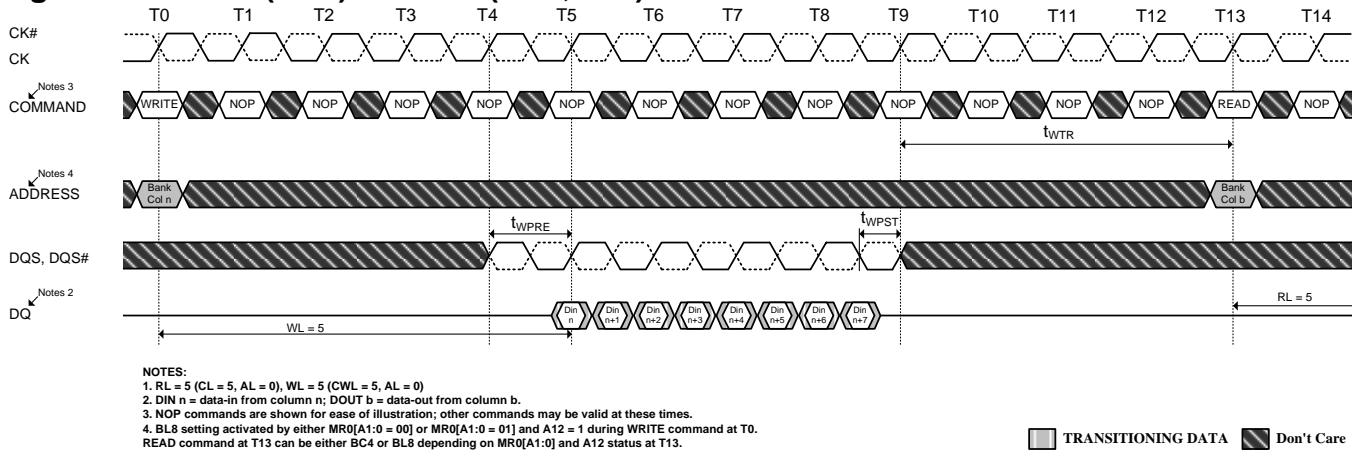 T0 T1 T2 T3 T4 T5 T6 T7 T8 T9 T10 T11 T12 T13 T14
CK#
CK
Notes 3
COMMAND
WRITE NOP NOP NOP NOP NOP NOP NOP NOP NOP NOP NOP NOP READ NOP
tWTR
Notes 4
ADDRESS
Bank Col n
Bank Col b
tWPRE
tWPST
DQS, DQS#
Notes 2
DQ
Din n
Din n+1
Din n+2
Din n+3
Din n+4
Din n+5
Din n+6
Din n+7
RL = 5
WL = 5
NOTES:
1. RL = 5 (CL = 5, AL = 0), WL = 5 (CWL = 5, AL = 0)
2. DIN n = data-in from column n; DOUT b = data-out from column b.
3. NOP commands are shown for ease of illustration; other commands may be valid at these times.
4. BL8 setting activated by either MR0[A1:0 = 00] or MR0[A1:0 = 01] and A12 = 1 during WRITE command at T0.
READ command at T13 can be either BC4 or BL8 depending on MR0[A1:0] and A12 status at T13.
TRANSITIONING DATA
Don't Care